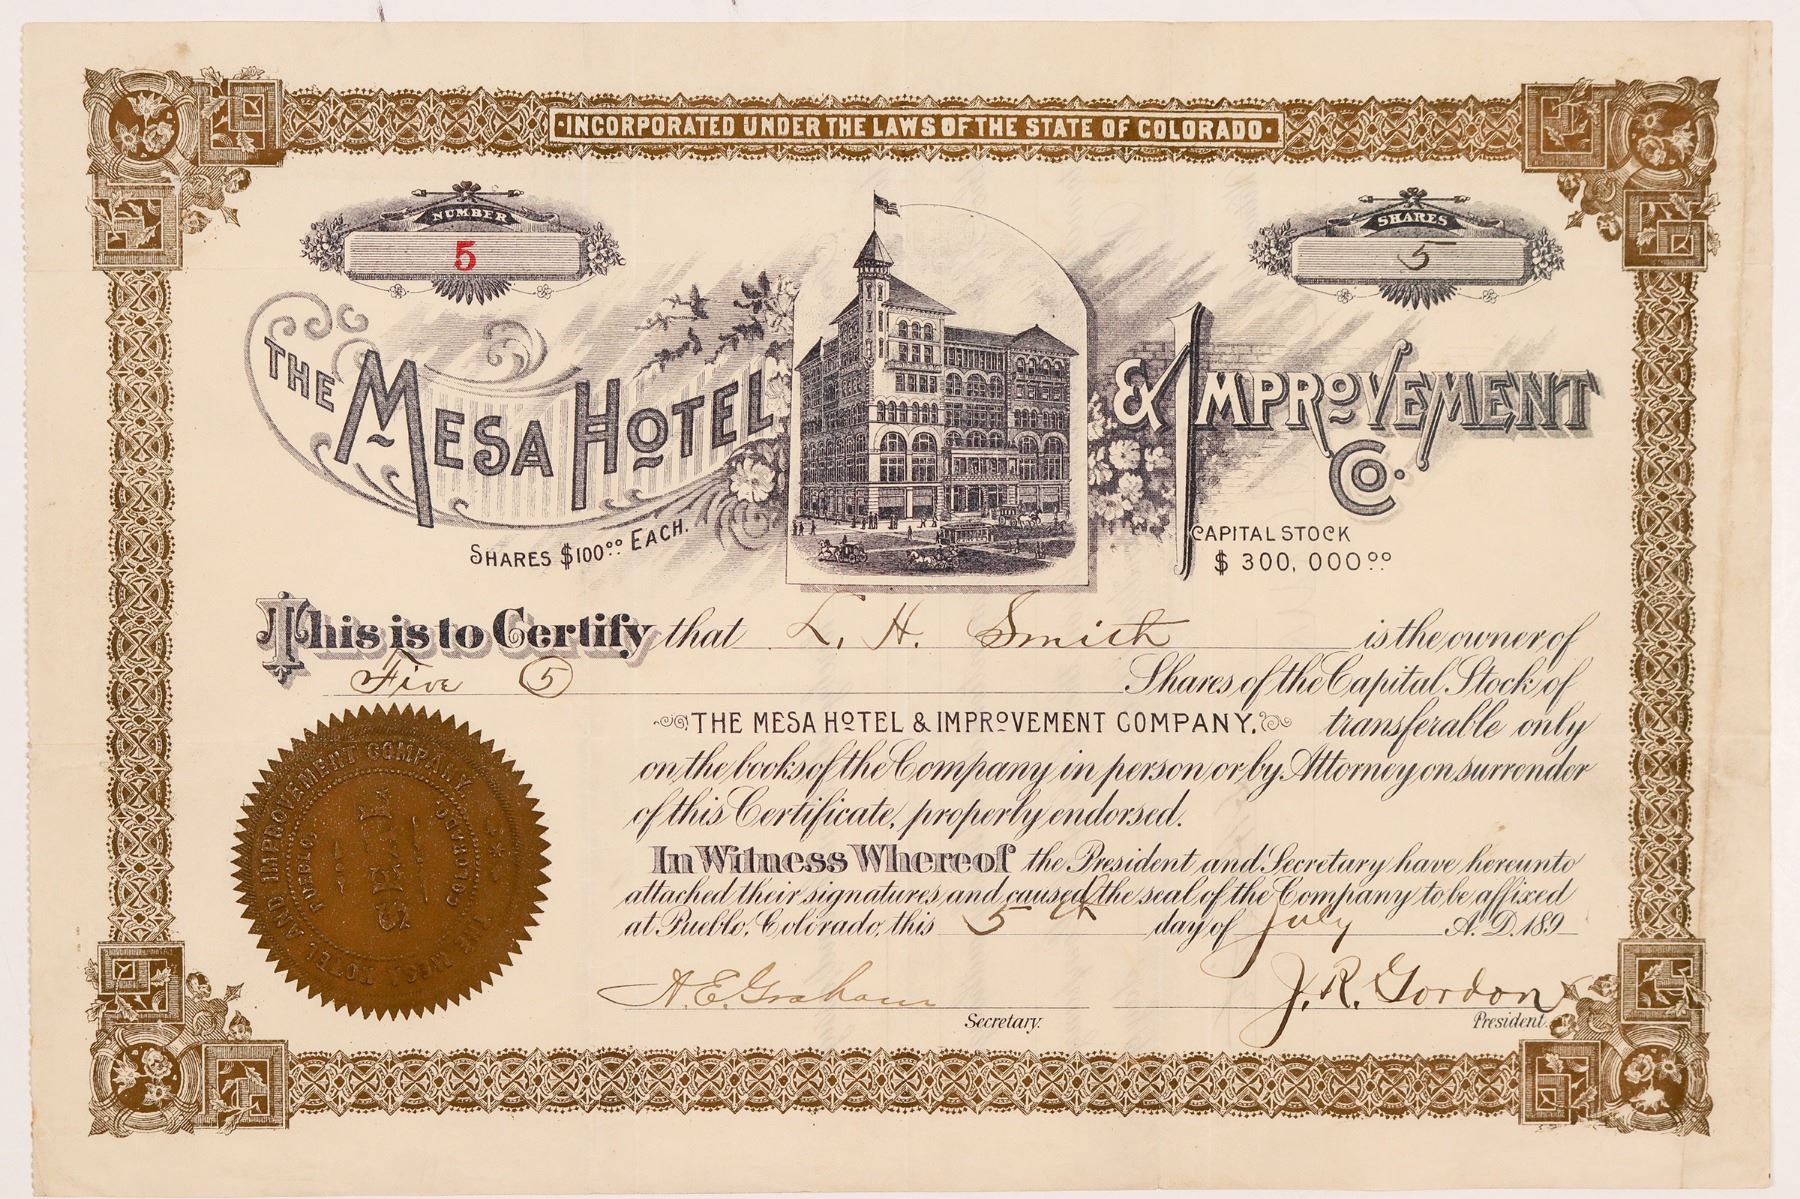 ·INCORPORATED UNDER THE LAWS OF THE STATE OF COLORADO·
NUMBER
5
SHARES
5
THE MESA HOTEL & IMPROVEMENT CO.
SHARES $100.00 EACH.
CAPITAL STOCK
$ 300,000.00
This is to Certify that L. H. Smith is the owner of
Five 5 Shares of the Capital Stock of
THE MESA HOTEL & IMPROVEMENT COMPANY. transferable only
on the books of the Company in person or by Attorney on surrender
of this Certificate, properly endorsed.
In Witness Whereof the President and Secretary have hereunto
attached their signatures and caused the seal of the Company to be affixed
at Pueblo, Colorado, this 5th day of July A.D. 189
A. E. Graham
Secretary.
J. R. Gordon
President.
THE MESA HOTEL AND IMPROVEMENT COMPANY.
PUEBLO, COLORADO.
SEAL